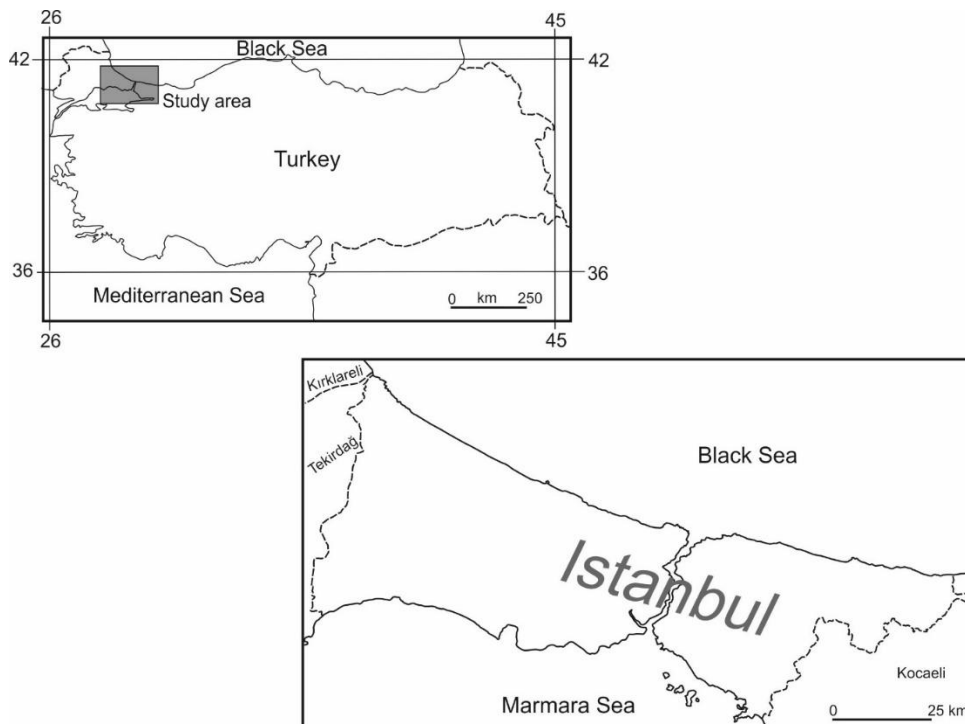 26
45
Black Sea
42
42
Study area
Turkey
36
36
Mediterranean Sea
0 km 250
26
45
Kırklareli
Tekirdağ
Black Sea
Istanbul
Kocaeli
Marmara Sea
0 25 km